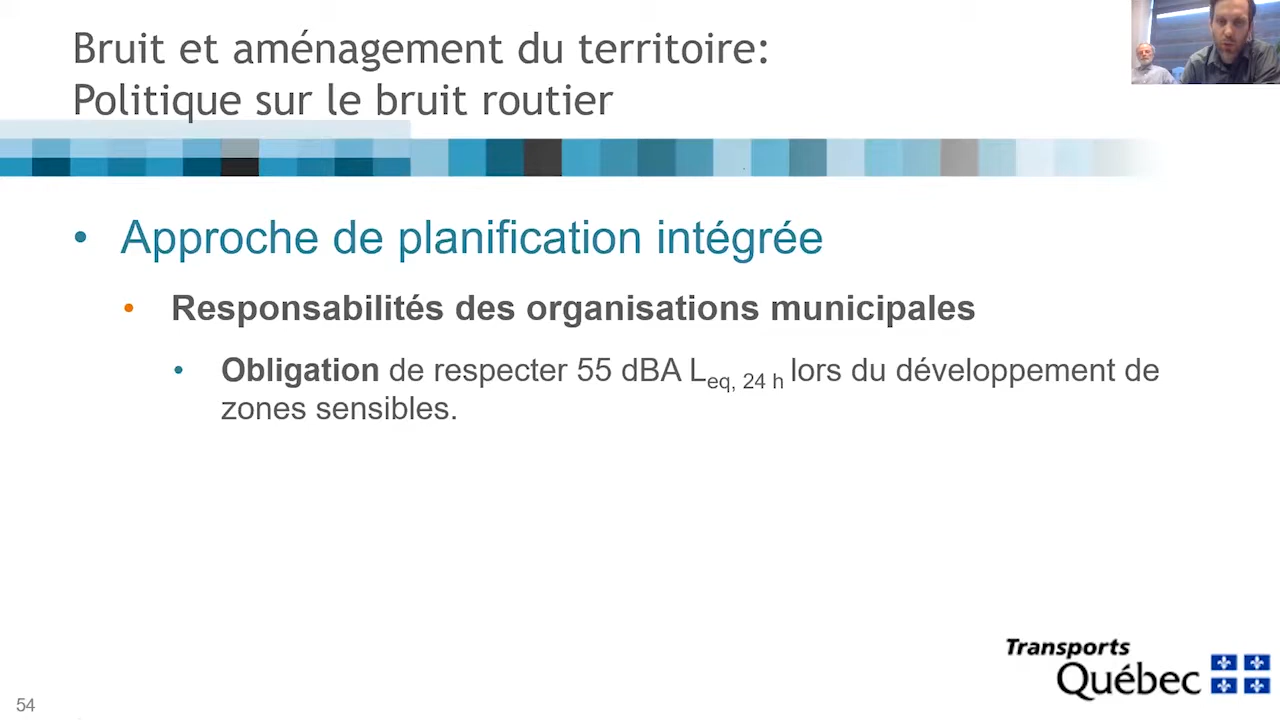 Bruit et aménagement du territoire:
Politique sur le bruit routier
• Approche de planification intégrée
• Responsabilités des organisations municipales
• Obligation de respecter 55 dBA Leq, 24 h lors du développement de
zones sensibles.
Transports
Québec
54